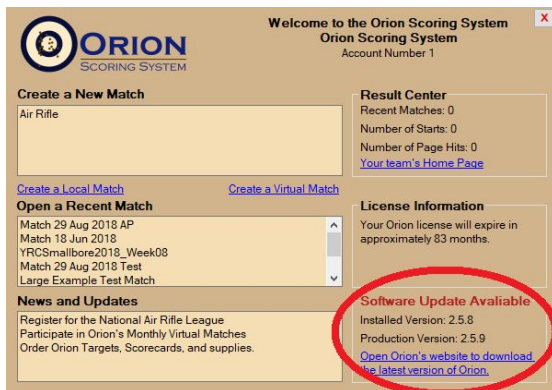 ORION
SCORING SYSTEM
Welcome to the Orion Scoring System
Orion Scoring System
Account Number 1
X
Create a New Match
Air Rifle
Create a Local Match
Create a Virtual Match
Open a Recent Match
Match 29 Aug 2018 AP
Match 18 Jun 2018
YRCSmallbore2018_Week08
Match 29 Aug 2018 Test
Large Example Test Match
News and Updates
Register for the National Air Rifle League
Participate in Orion's Monthly Virtual Matches
Order Orion Targets, Scorecards, and supplies.
Result Center
Recent Matches: 0
Number of Starts: 0
Number of Page Hits: 0
Your team's Home Page
License Information
Your Orion license will expire in
approximately 83 months.
Software Update Avaliable
Installed Version: 2.5.8
Production Version: 2.5.9
Open Orion's website to download
the latest version of Orion.